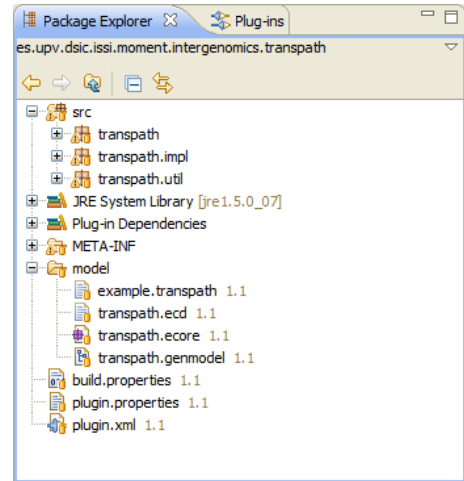 Package Explorer Plug-ins
es.upv.dsic.issi.moment.intergenomics.transpath
src
transpath
transpath.impl
transpath.util
JRE System Library [jre1.5.0_07]
Plug-in Dependencies
META-INF
model
example.transpath 1.1
transpath.ecd 1.1
transpath.ecore 1.1
transpath.genmodel 1.1
build.properties 1.1
plugin.properties 1.1
plugin.xml 1.1